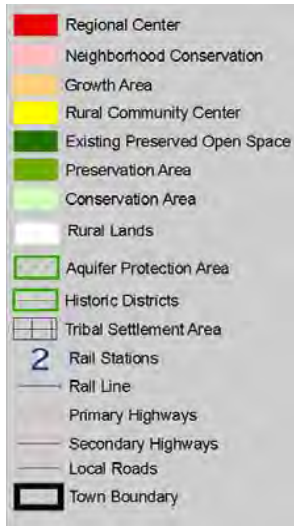 Regional Center
Neighborhood Conservation
Growth Area
Rural Community Center
Existing Preserved Open Space
Preservation Area
Conservation Area
Rural Lands
Aquifer Protection Area
Historic Districts
Tribal Settlement Area
2 Rail Stations
Rail Line
Primary Highways
Secondary Highways
Local Roads
Town Boundary